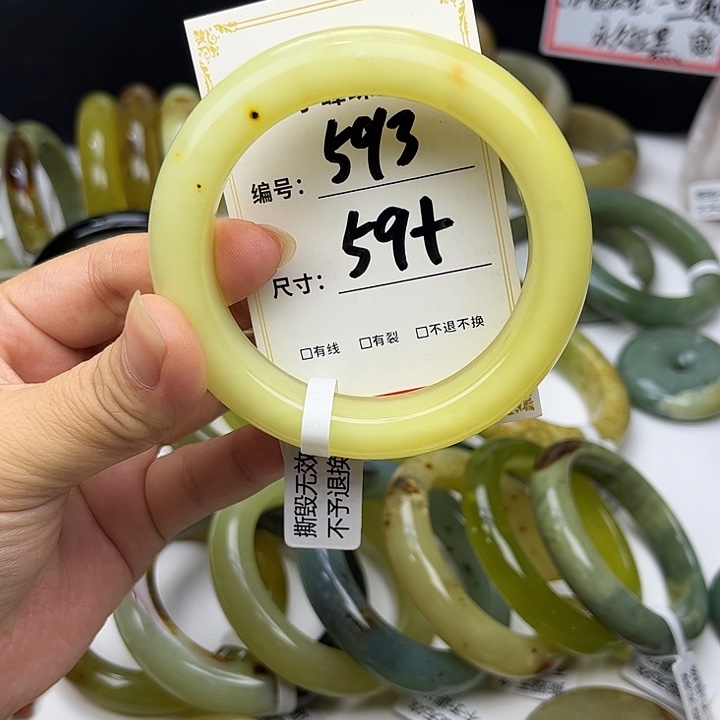 编号: 593
尺寸: 59+
□有线 □有裂 □不退不换
撕毁无效
不予退换